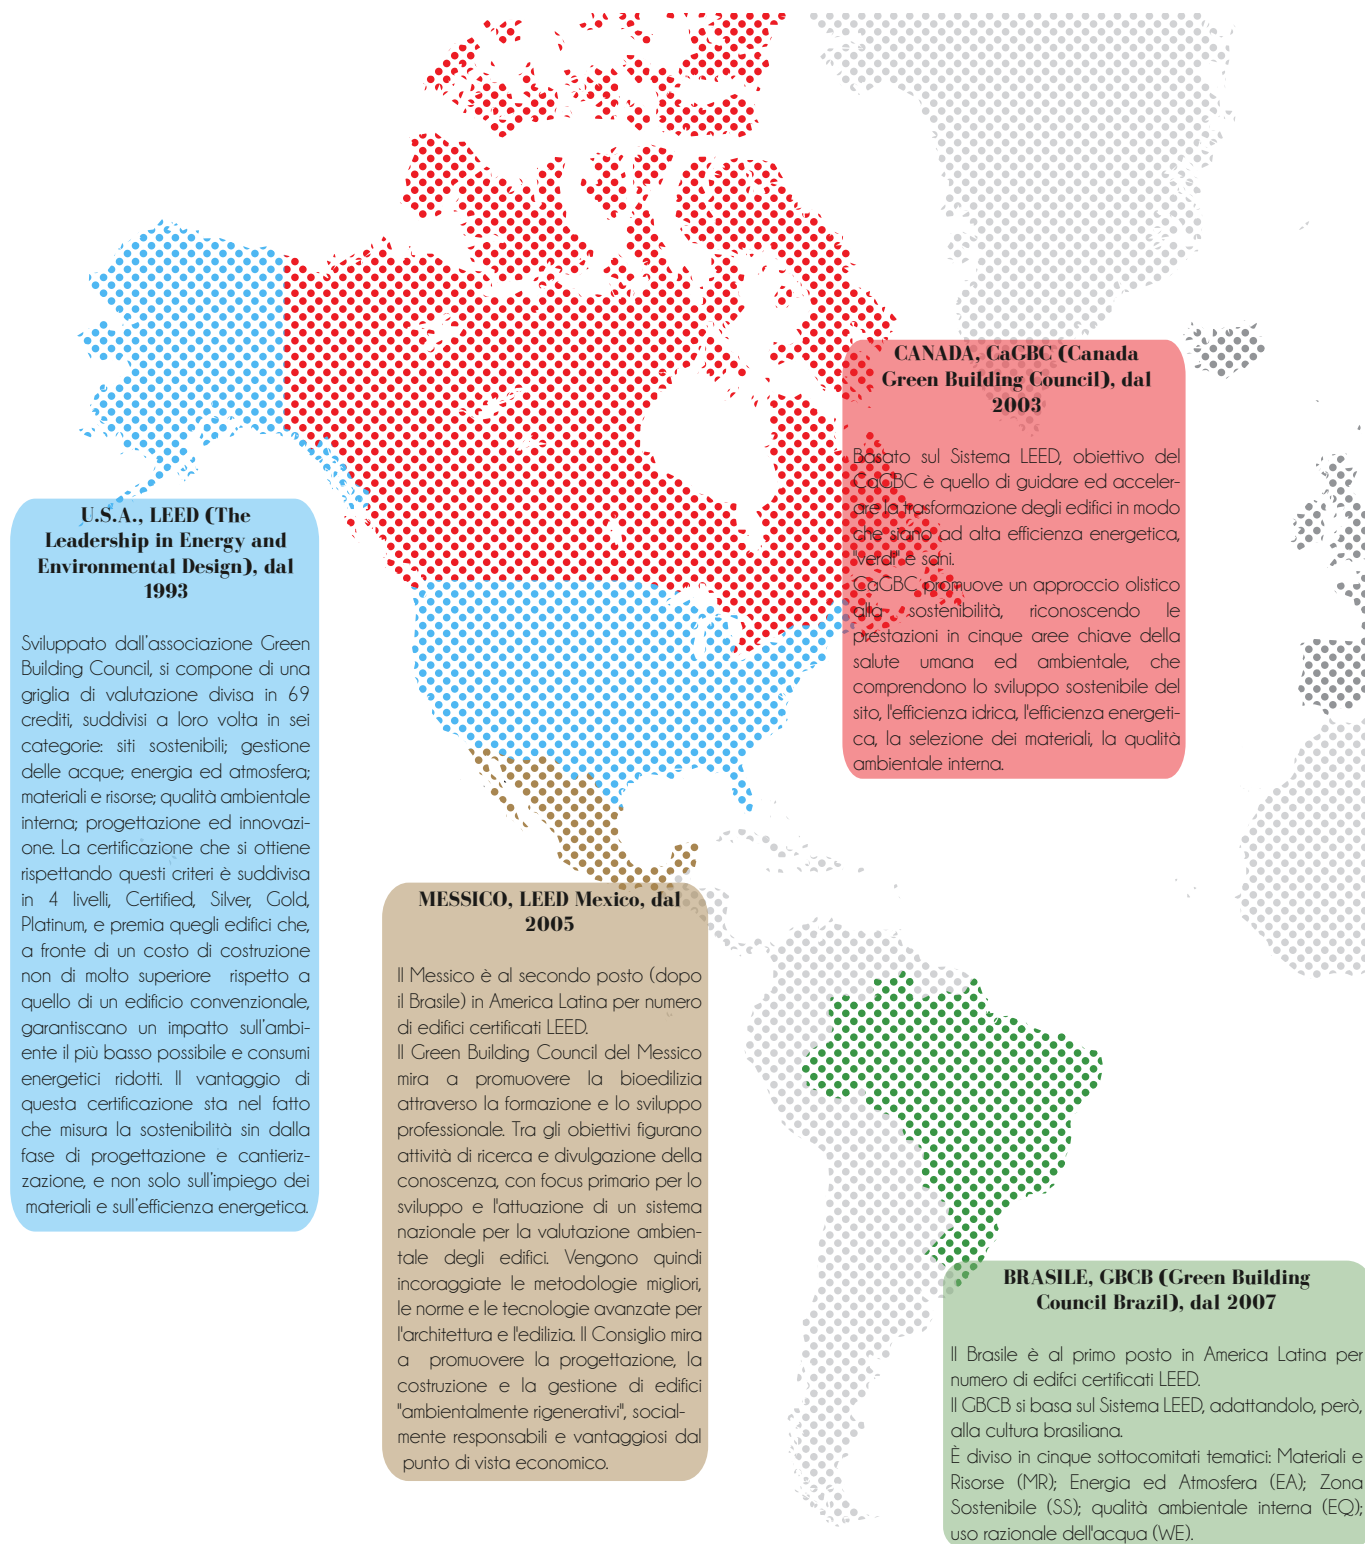 CANADA, CaGBC (Canada
Green Building Council), dal
2003
Basato sul Sistema LEED, obiettivo del
CaGBC è quello di guidare ed acceler-
are la trasformazione degli edifici in modo
che siano ad alta efficienza energetica,
"verdi" e sani.
CaGBC promuove un approccio olistico
alla sostenibilità, riconoscendo le
prestazioni in cinque aree chiave della
salute umana ed ambientale, che
comprendono lo sviluppo sostenibile del
sito, l'efficienza idrica, l'efficienza energeti-
ca, la selezione dei materiali, la qualità
ambientale interna.
U.S.A., LEED (The
Leadership in Energy and
Environmental Design), dal
1993
Sviluppato dall'associazione Green
Building Council, si compone di una
griglia di valutazione divisa in 69
crediti, suddivisi a loro volta in sei
categorie: siti sostenibili; gestione
delle acque; energia ed atmosfera;
materiali e risorse; qualità ambientale
interna; progettazione ed innovazi-
one. La certificazione che si ottiene
rispettando questi criteri è suddivisa
in 4 livelli, Certified, Silver, Gold,
Platinum, e premia quegli edifici che,
a fronte di un costo di costruzione
non di molto superiore rispetto a
quello di un edificio convenzionale,
garantiscano un impatto sull'ambi-
ente il più basso possibile e consumi
energetici ridotti. Il vantaggio di
questa certificazione sta nel fatto
che misura la sostenibilità sin dalla
fase di progettazione e cantieriz-
zazione, e non solo sull'impiego dei
materiali e sull'efficienza energetica.
MESSICO, LEED Mexico, dal
2005
Il Messico è al secondo posto (dopo
il Brasile) in America Latina per numero
di edifici certificati LEED.
Il Green Building Council del Messico
mira a promuovere la bioedilizia
attraverso la formazione e lo sviluppo
professionale. Tra gli obiettivi figurano
attività di ricerca e divulgazione della
conoscenza, con focus primario per lo
sviluppo e l'attuazione di un sistema
nazionale per la valutazione ambien-
tale degli edifici. Vengono quindi
incoraggiate le metodologie migliori,
le norme e le tecnologie avanzate per
l'architettura e l'edilizia. Il Consiglio mira
a promuovere la progettazione, la
costruzione e la gestione di edifici
"ambientalmente rigenerativi", social-
mente responsabili e vantaggiosi dal
punto di vista economico.
BRASILE, GBCB (Green Building
Council Brazil), dal 2007
Il Brasile è al primo posto in America Latina per
numero di edifci certificati LEED.
Il GBCB si basa sul Sistema LEED, adattandolo, però,
alla cultura brasiliana.
È diviso in cinque sottocomitati tematici: Materiali e
Risorse (MR); Energia ed Atmosfera (EA); Zona
Sostenibile (SS); qualità ambientale interna (EQ);
uso razionale dell'acqua (WE).